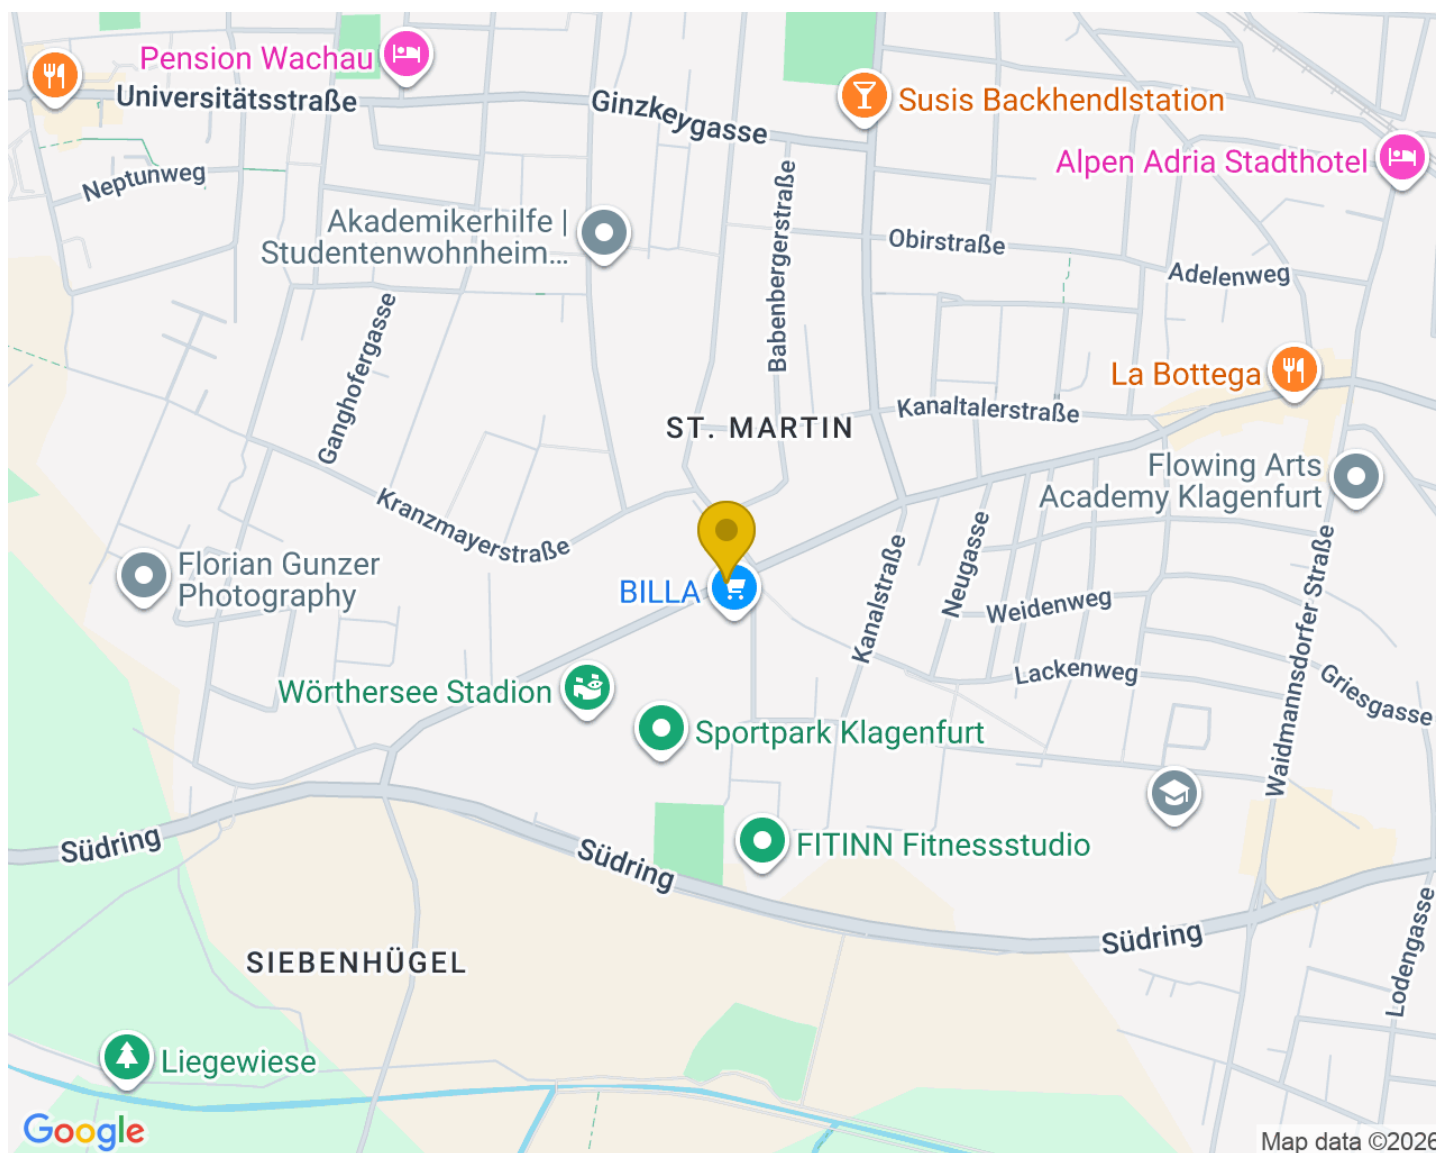 Pension Wachau
Universitätsstraße
Ginzkeygasse
Susis Backhendlstation
Alpen Adria Stadthotel
Neptunweg
Babenbergerstraße
Akademikerhilfe |
Studentenwohnheim...
Obirstraße
Adelenweg
Ganghofergasse
La Bottega
Kanaltalerstraße
ST. MARTIN
Flowing Arts
Academy Klagenfurt
Kranzmayerstraße
Neugasse
Waidmannsdorfer Straße
Florian Gunzer
Photography
BILLA
Kanalstraße
Weidenweg
Lackenweg
Griesgasse
Wörthersee Stadion
Sportpark Klagenfurt
Südring
Südring
FITINN Fitnessstudio
Südring
Lodengasse
SIEBENHÜGEL
Liegewiese
Google
Map data ©2026